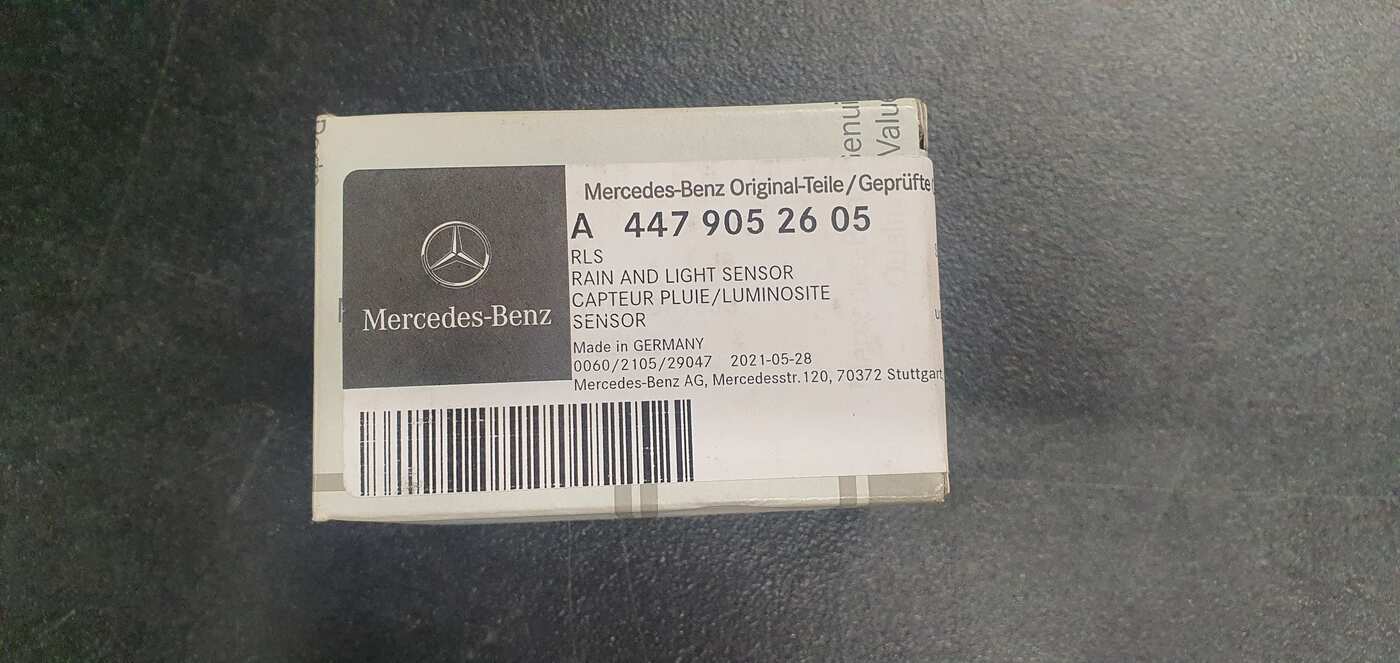 Mercedes-Benz
Mercedes-Benz Original-Teile/Geprüfte
A 447 905 26 05
RLS
RAIN AND LIGHT SENSOR
CAPTEUR PLUIE/LUMINOSITE
SENSOR
Made in GERMANY
0060/2105/29047 2021-05-28
Mercedes-Benz AG, Mercedesstr.120, 70372 Stuttgart